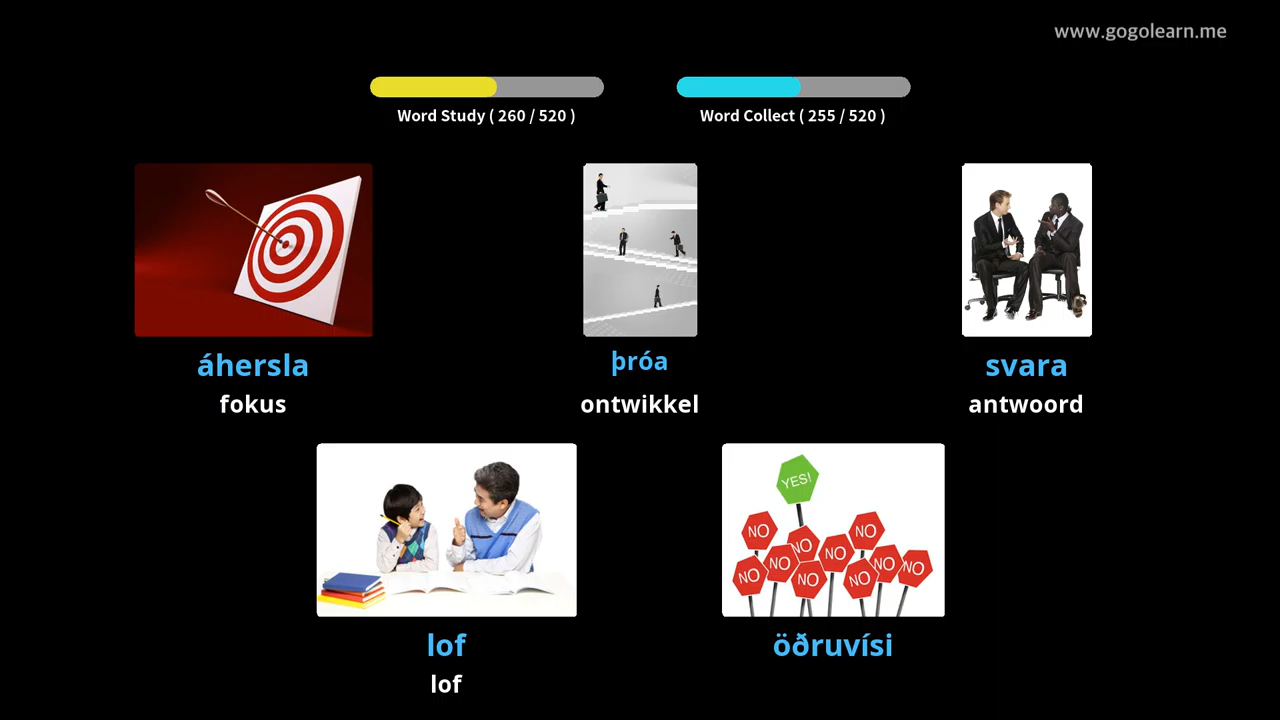 www.gogolearn.me
Word Study ( 260 / 520 )
Word Collect ( 255 / 520 )
áhersla
fokus
þróa
ontwikkel
svara
antwoord
YES!
NO
NO
NO
NO
NO
NO
NO
NO
NO
NO
lof
lof
öðruvísi